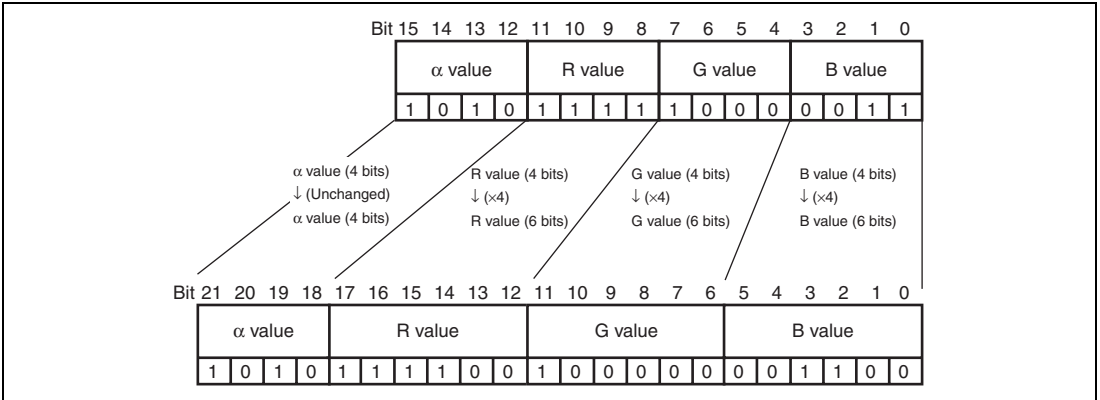 Bit 15 14 13 12 11 10 9 8 7 6 5 4 3 2 1 0
α value R value G value B value
1 0 1 0 1 1 1 1 1 0 0 0 0 0 1 1
α value (4 bits)
↓ (Unchanged)
α value (4 bits)
R value (4 bits)
↓ (×4)
R value (6 bits)
G value (4 bits)
↓ (×4)
G value (6 bits)
B value (4 bits)
↓ (×4)
B value (6 bits)
Bit 21 20 19 18 17 16 15 14 13 12 11 10 9 8 7 6 5 4 3 2 1 0
α value R value G value B value
1 0 1 0 1 1 1 1 0 0 1 0 0 0 0 0 0 0 1 1 0 0